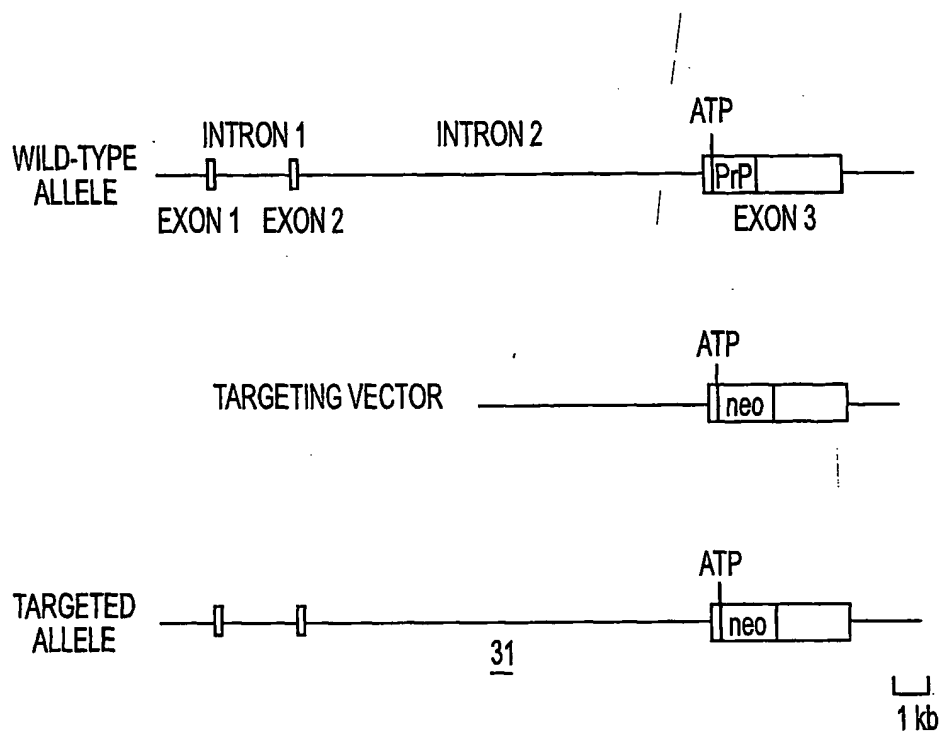 ATP
INTRON 1
INTRON 2
WILD-TYPE
ALLELE
PrP
EXON 1
EXON 2
EXON 3
ATP
TARGETING VECTOR
neo
ATP
TARGETED
ALLELE
neo
31
1 kb